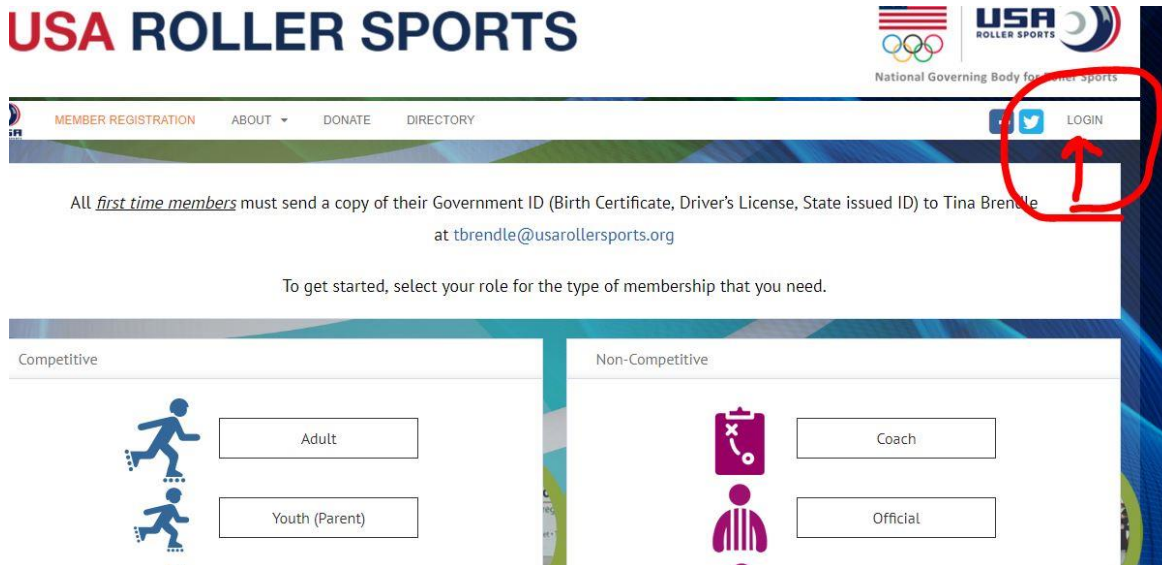 USA ROLLER SPORTS
USA
ROLLER SPORTS
National Governing Body for Roller Sports
MEMBER REGISTRATION ABOUT DONATE DIRECTORY LOGIN
All first time members must send a copy of their Government ID (Birth Certificate, Driver's License, State issued ID) to Tina Brendle
at tbrendle@usarollersports.org
To get started, select your role for the type of membership that you need.
Competitive
Non-Competitive
Adult
Coach
Youth (Parent)
Official